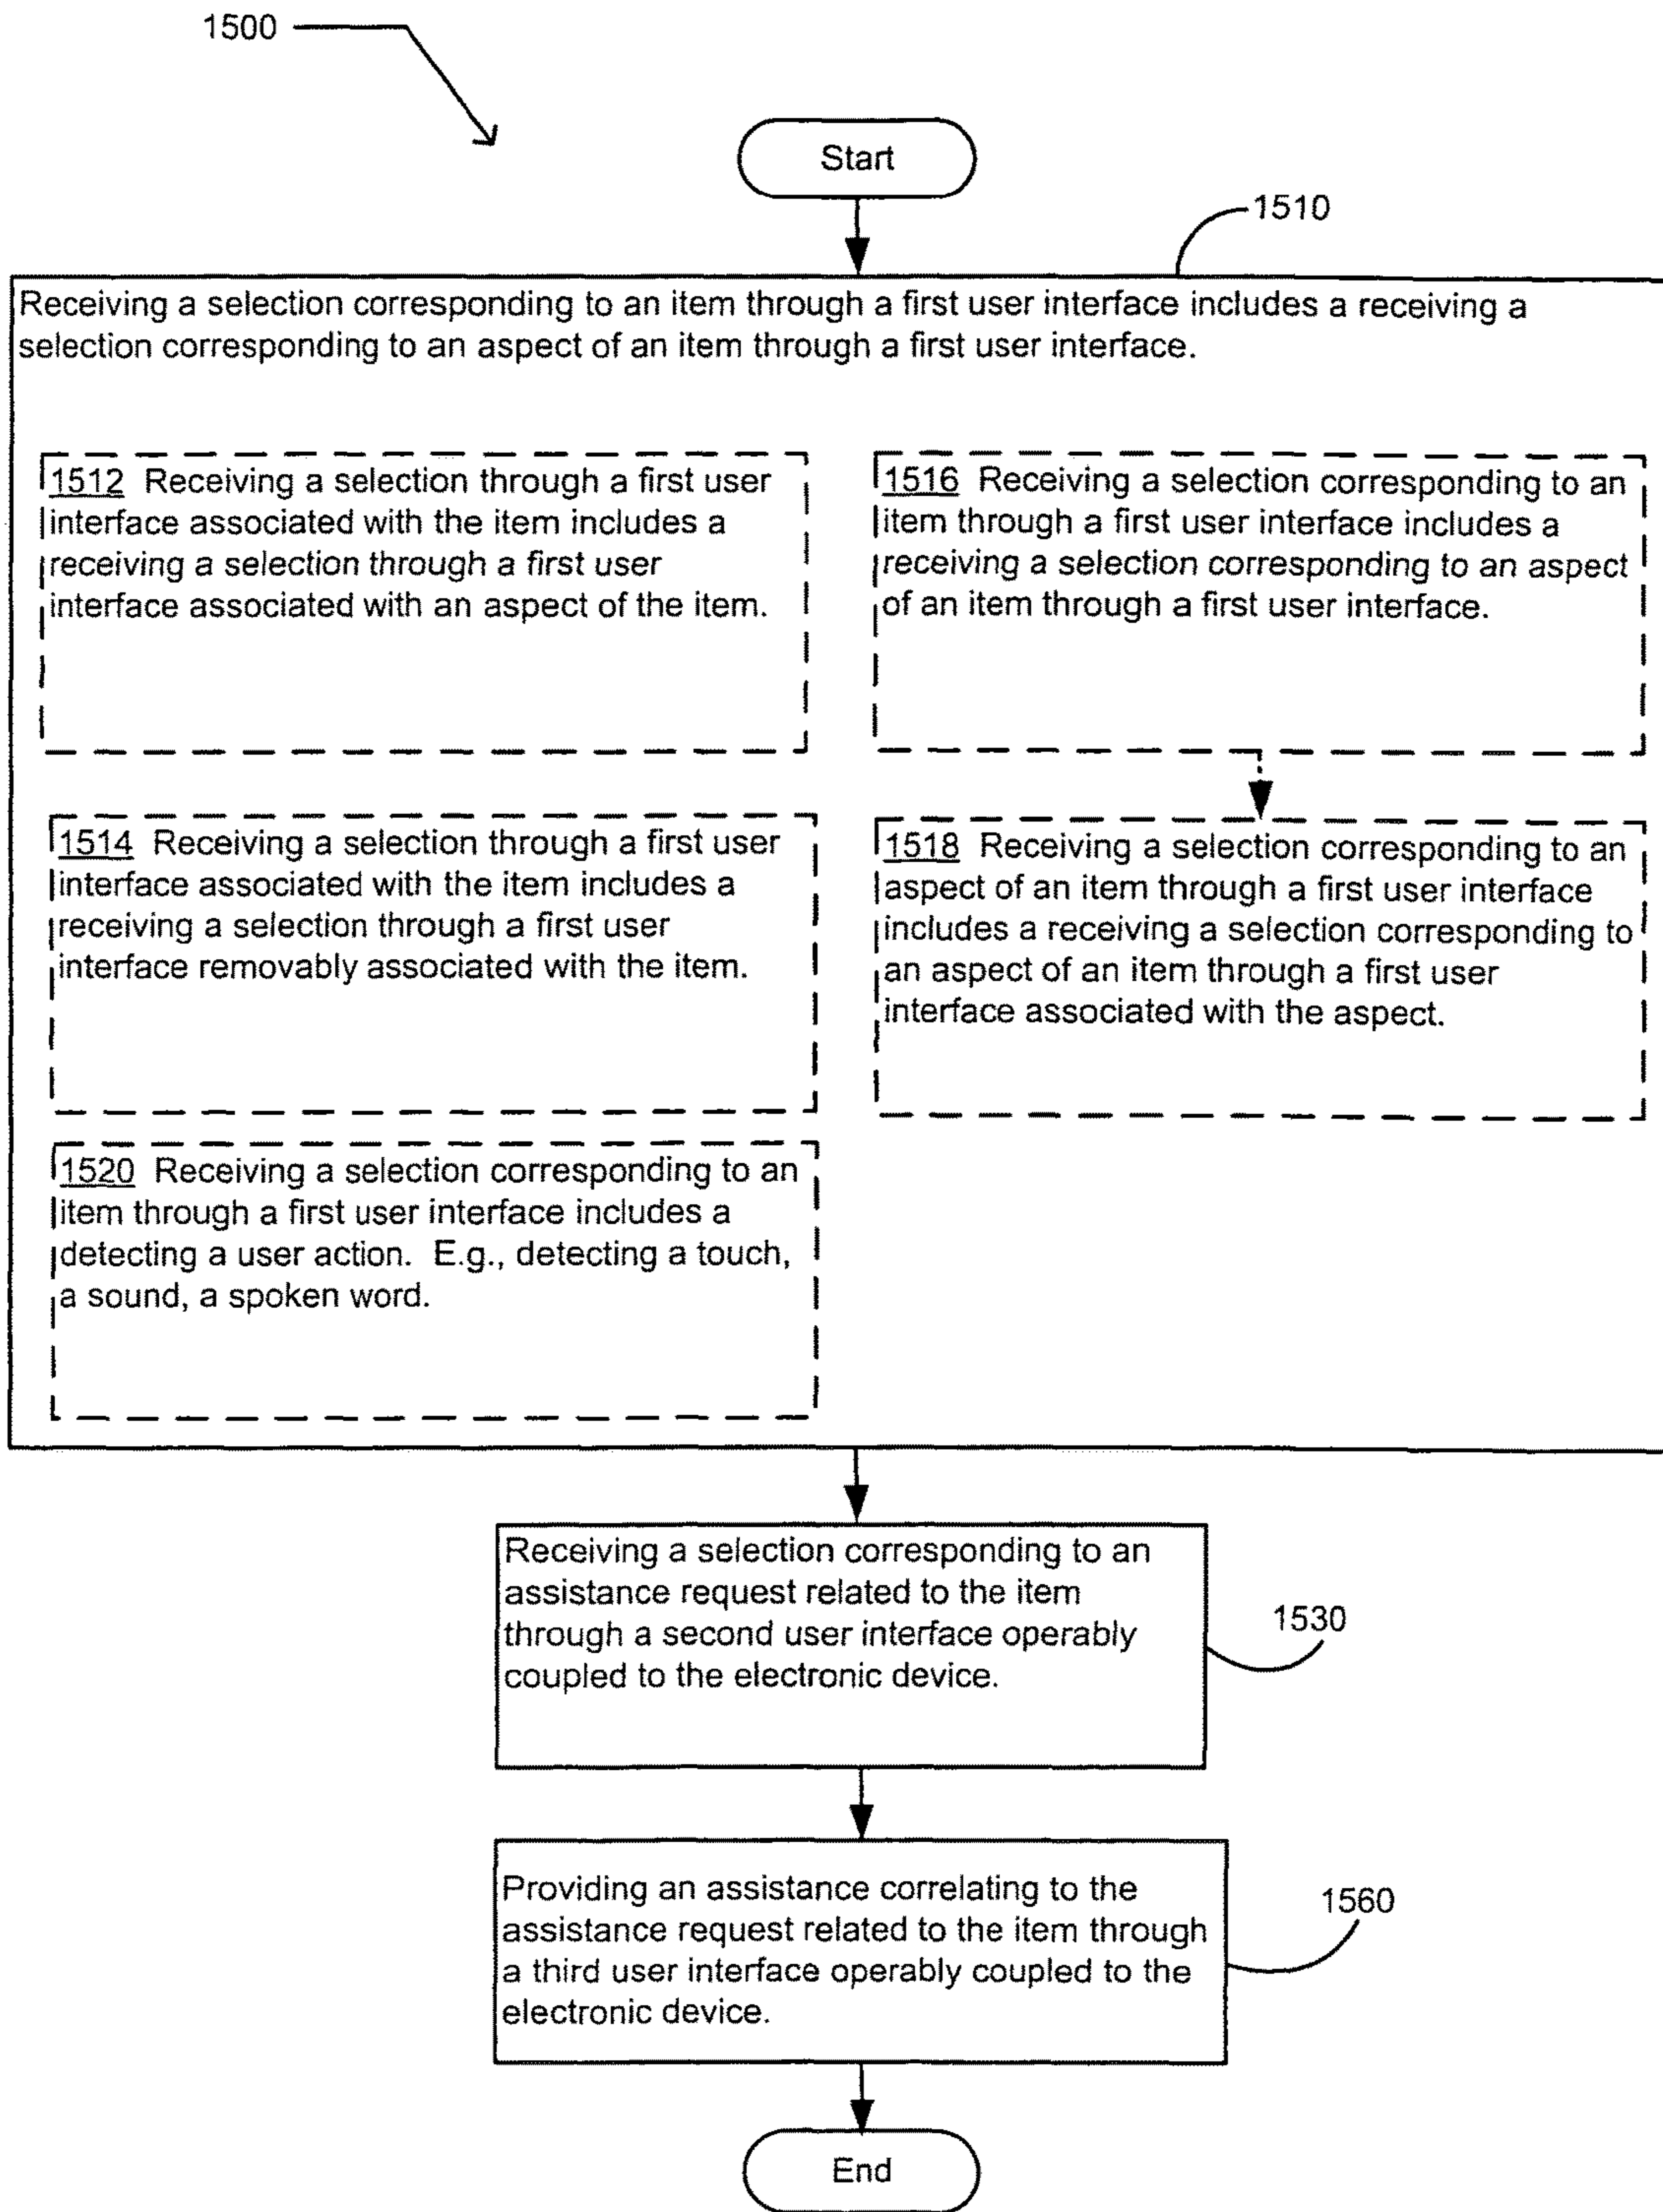 1500
Start
1510
Receiving a selection corresponding to an item through a first user interface includes a receiving a
selection corresponding to an aspect of an item through a first user interface.
1512 Receiving a selection through a first user
interface associated with the item includes a
receiving a selection through a first user
interface associated with an aspect of the item.
1516 Receiving a selection corresponding to an
item through a first user interface includes a
receiving a selection corresponding to an aspect
of an item through a first user interface.
1514 Receiving a selection through a first user
interface associated with the item includes a
receiving a selection through a first user
interface removably associated with the item.
1518 Receiving a selection corresponding to an
aspect of an item through a first user interface
includes a receiving a selection corresponding to
an aspect of an item through a first user
interface associated with the aspect.
1520 Receiving a selection corresponding to an
item through a first user interface includes a
detecting a user action. E.g., detecting a touch,
a sound, a spoken word.
Receiving a selection corresponding to an
assistance request related to the item
through a second user interface operably
coupled to the electronic device.
1530
Providing an assistance correlating to the
assistance request related to the item through
a third user interface operably coupled to the
electronic device.
1560
End